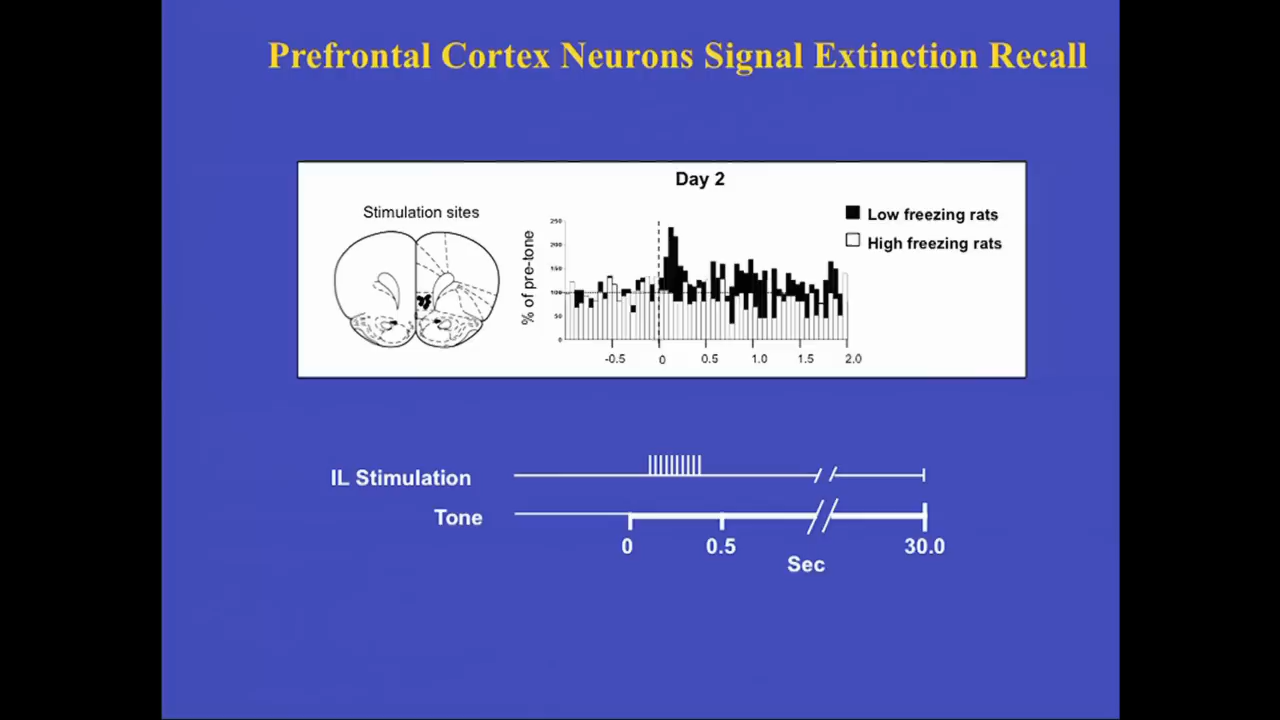 Prefrontal Cortex Neurons Signal Extinction Recall
Day 2
Stimulation sites
Low freezing rats
High freezing rats
% of pre-tone
250
200
150
100
50
0
-0.5 0 0.5 1.0 1.5 2.0
IL Stimulation
Tone
0 0.5 30.0
Sec